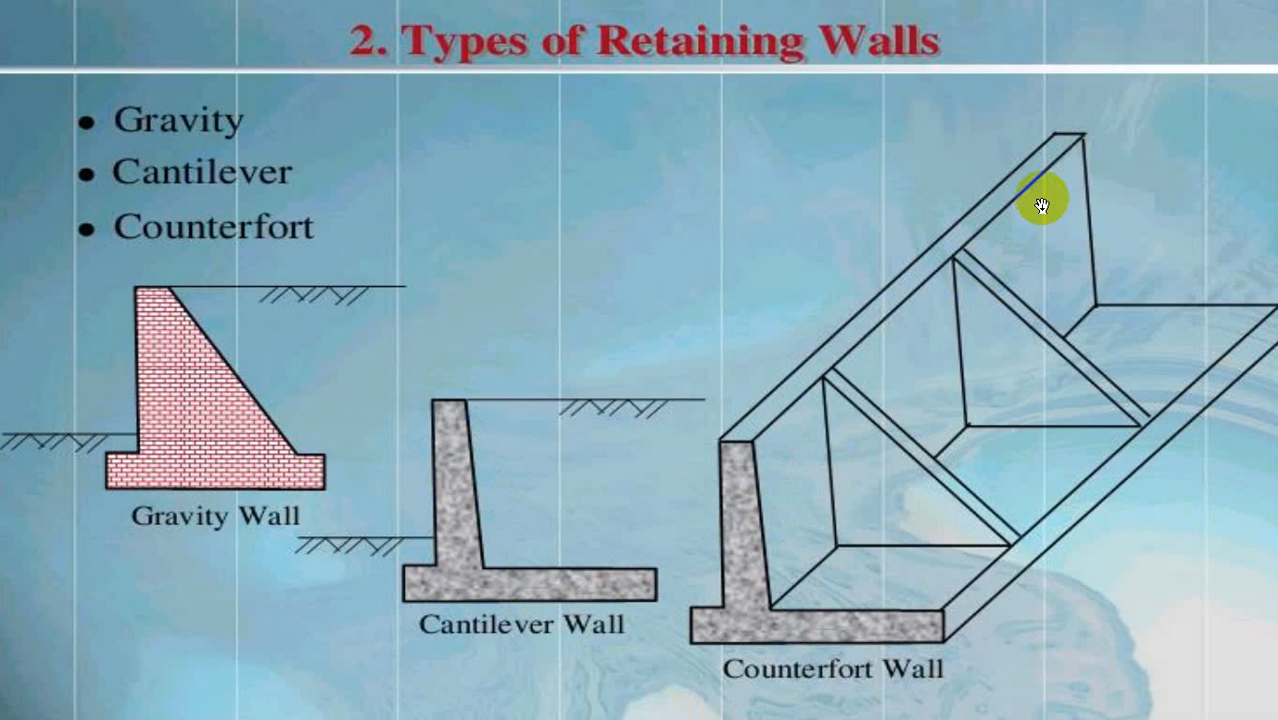 2. Types of Retaining Walls
• Gravity
• Cantilever
• Counterfort
Gravity Wall
Cantilever Wall
Counterfort Wall